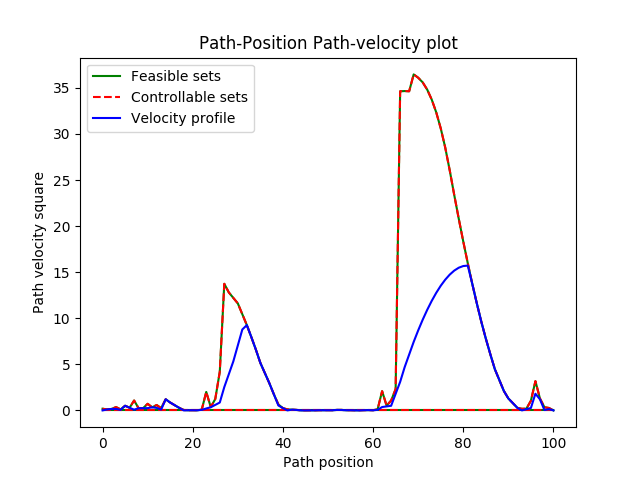 Path-Position Path-velocity plot
Feasible sets
Controllable sets
Velocity profile
Path velocity square
35
30
25
20
15
10
5
0
0 20 40 60 80 100
Path position